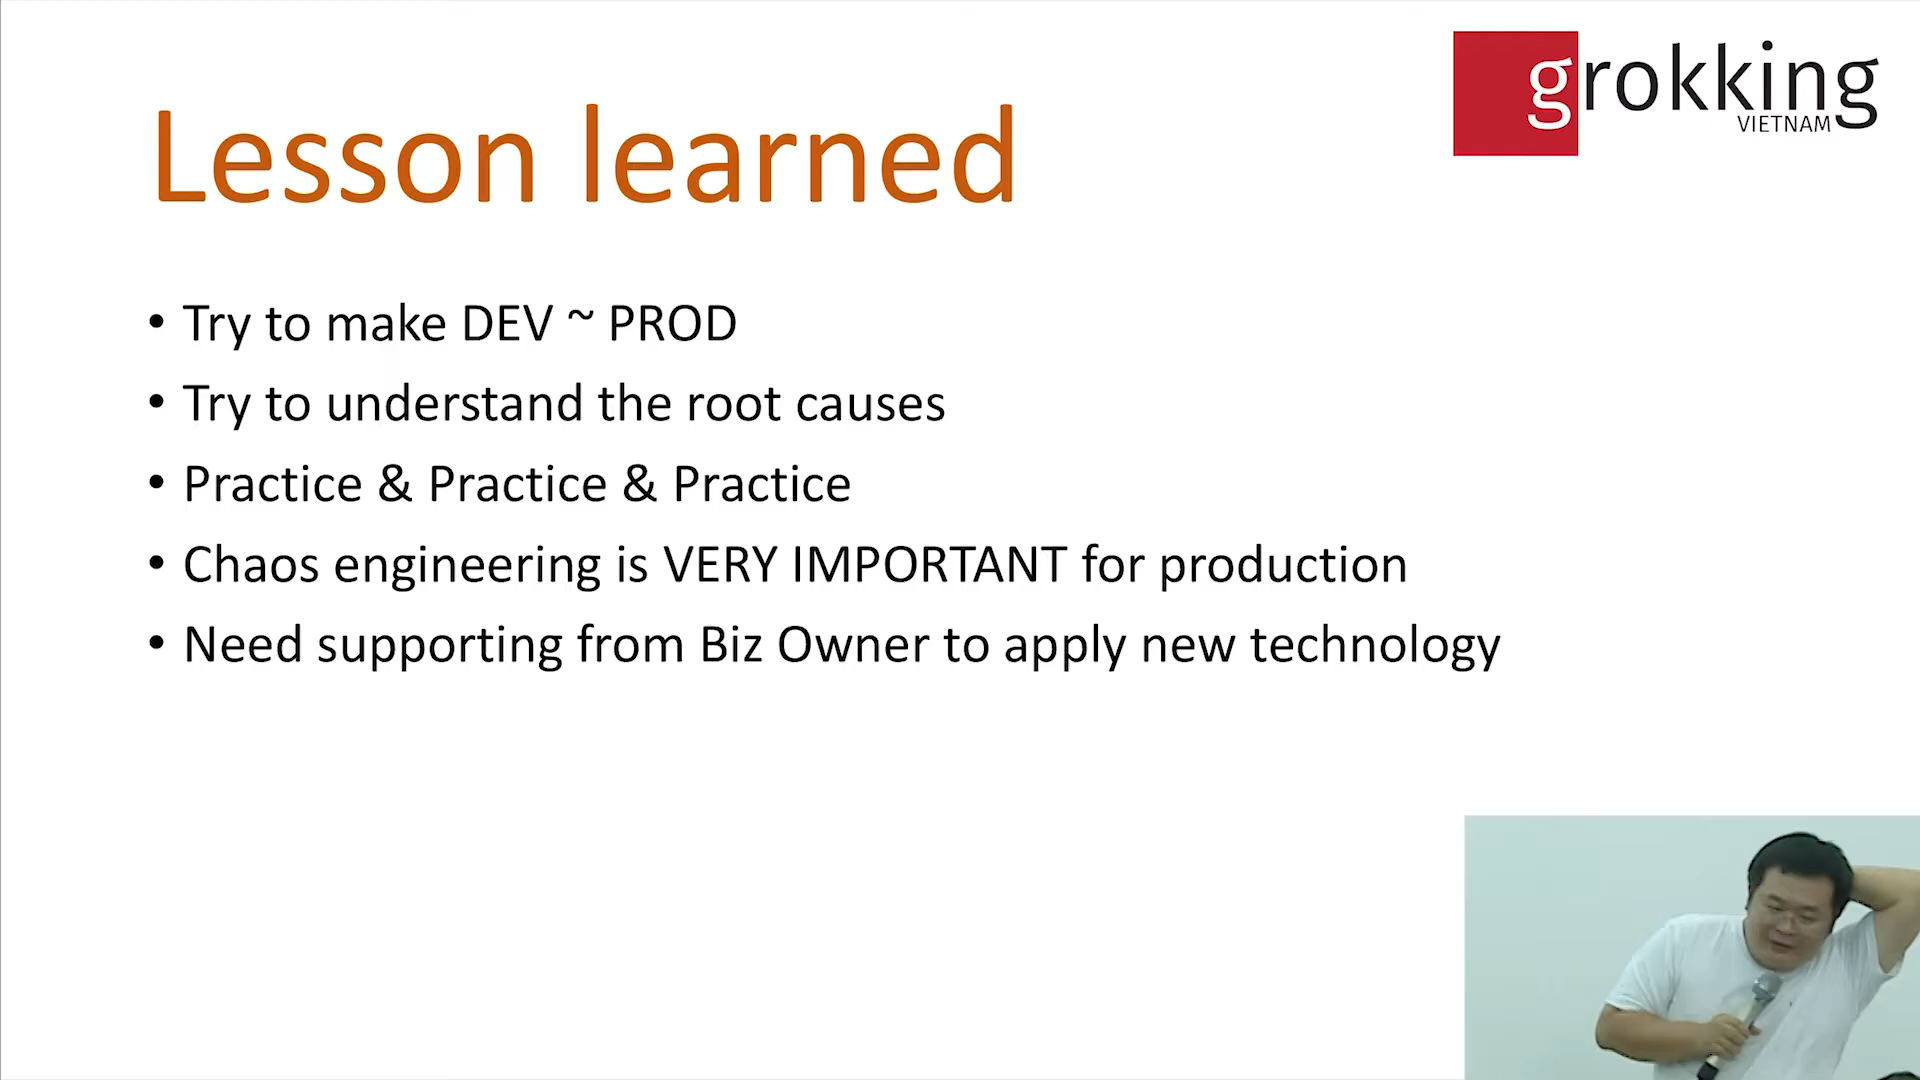 grokking
VIETNAM
Lesson learned
• Try to make DEV ~ PROD
• Try to understand the root causes
• Practice & Practice & Practice
• Chaos engineering is VERY IMPORTANT for production
• Need supporting from Biz Owner to apply new technology